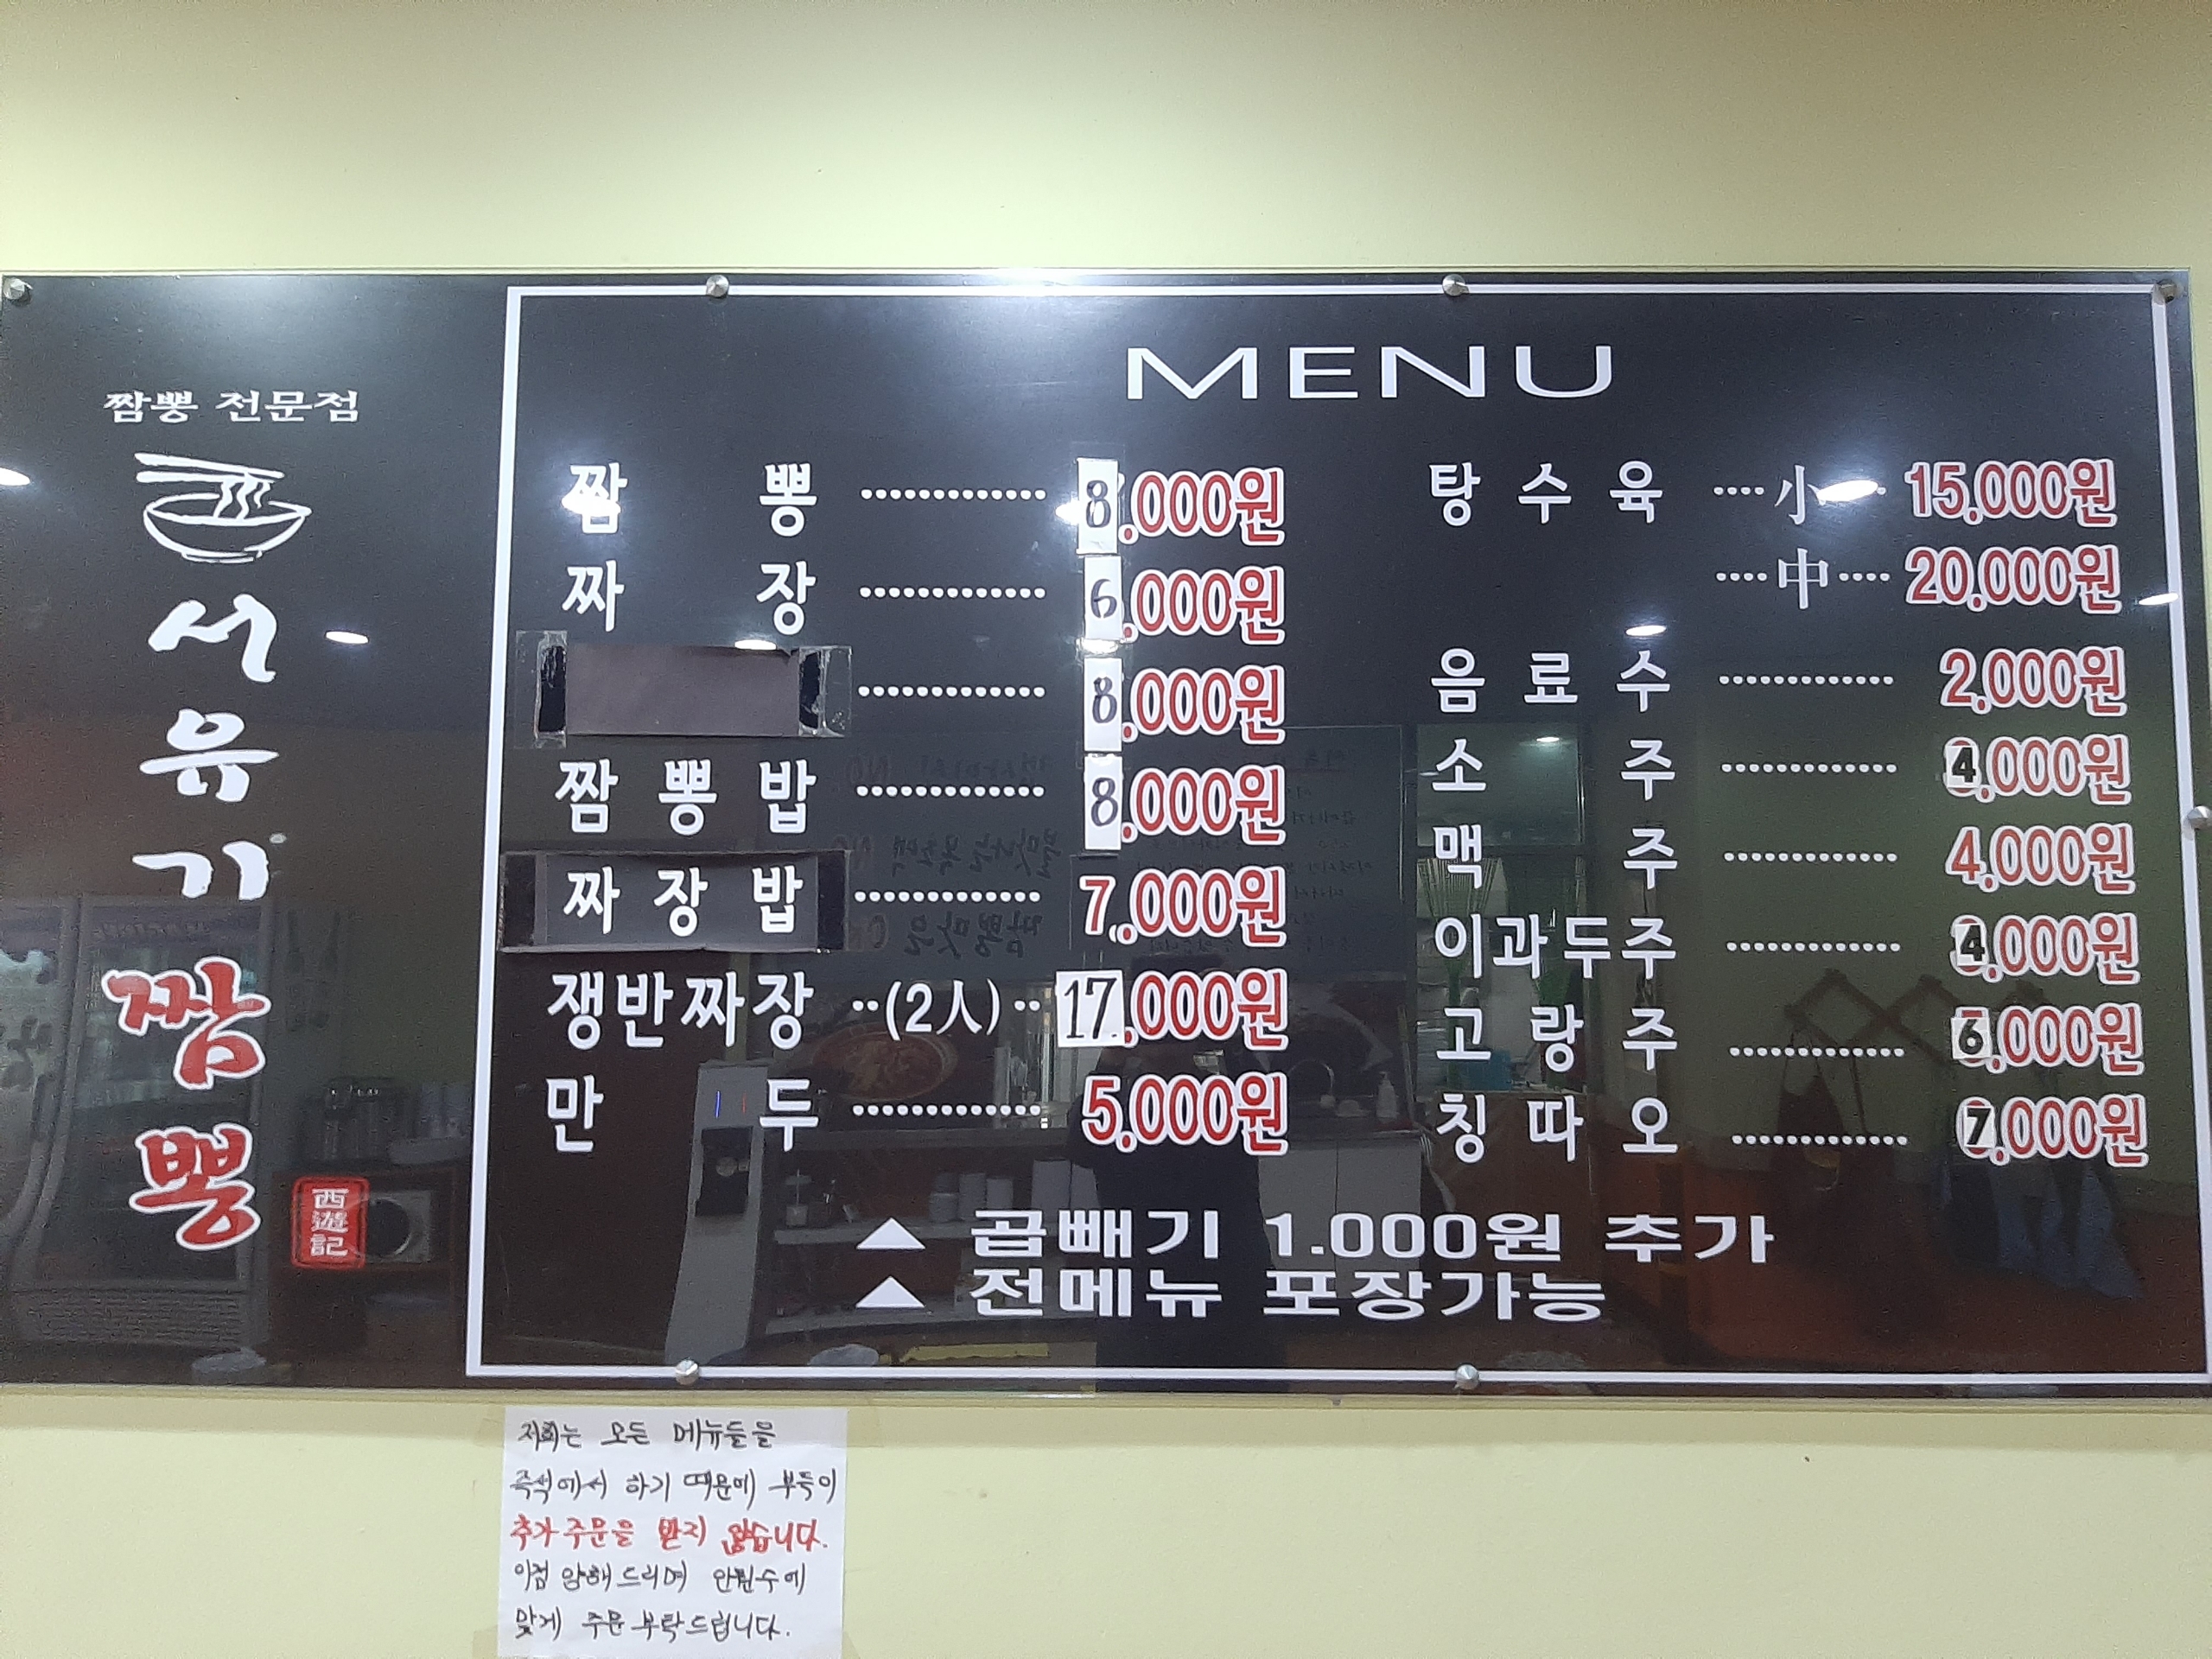 짬뽕 전문점
서유기
짬뽕
西遊記
MENU
짬뽕 ············ 8,000원
짜장 ············ 6,000원
············ 8,000원
짬뽕밥 ············ 8,000원
짜장밥 ············ 7,000원
쟁반짜장 ··(2人)·· 17,000원
만두 ············ 5,000원
탕수육 ····小···· 15,000원
····中···· 20,000원
음료수 ············ 2,000원
소주 ············ 4,000원
맥주 ············ 4,000원
이과두주 ············ 4,000원
고량주 ············ 6,000원
칭따오 ············ 7,000원
▲ 곱빼기 1.000원 추가
▲ 전메뉴 포장가능
저희는 모든 메뉴들을
즉석에서 하기 때문에 부득이
추가주문을 받지 않습니다.
이점 양해드리며 인원수에
맞게 주문 부탁드립니다.